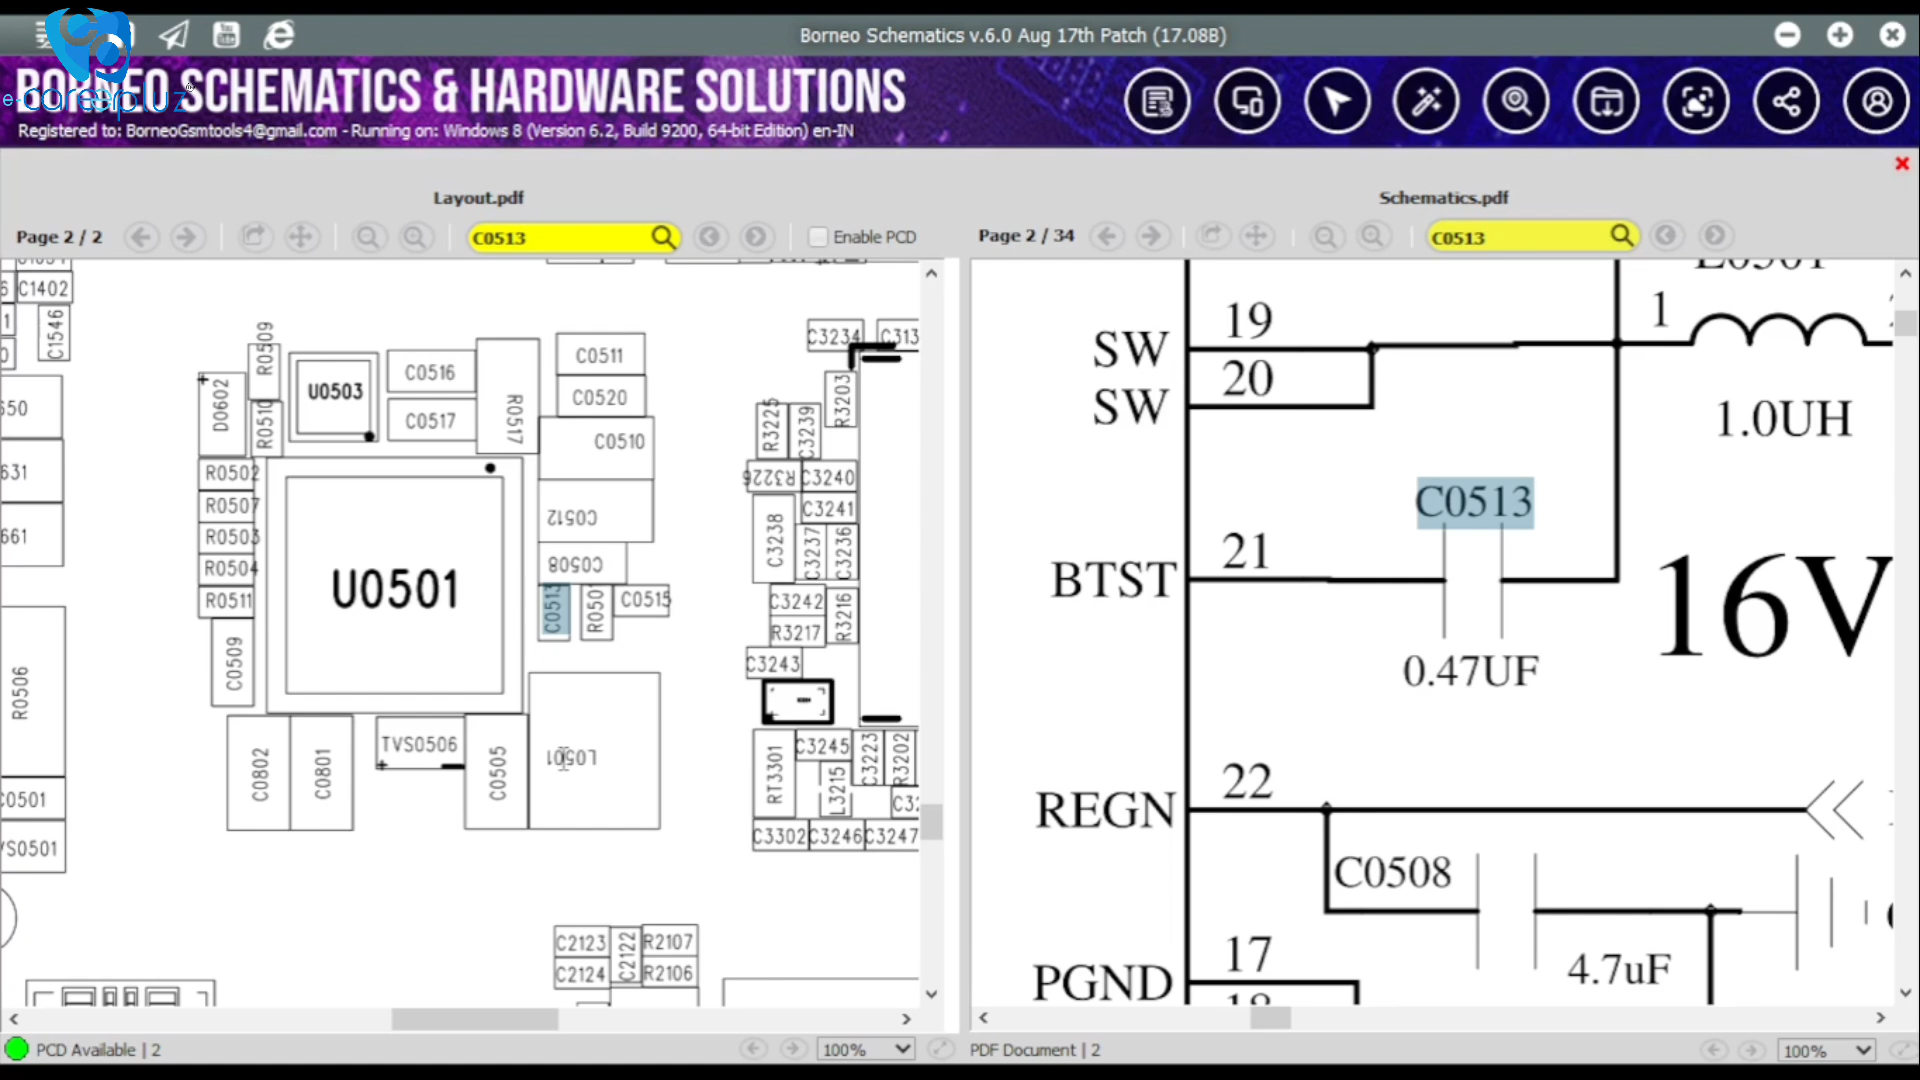 Borneo Schematics v.6.0 Aug 17th Patch (17.08B)
BORNEO SCHEMATICS & HARDWARE SOLUTIONS
e-careerpluz
Registered to: BorneoGsmtools4@gmail.com - Running on: Windows 8 (Version 6.2, Build 9200, 64-bit Edition) en-IN
Layout.pdf
Page 2 / 2
C0513
Enable PCD
C1402
C1546
R0509
D0602
R0510
U0503
C0516
C0517
R0517
C0511
C0520
C0510
R0502
R0507
R0503
R0504
R0511
C0509
U0501
C0512
C0508
C0513
C0515
C0802
C0801
TVS0506
C0505
L0501
R0506
C3234
R3203
R3225
C3239
R3226
C3240
C3241
C3238
C3237
C3236
C3242
R3217
R3216
C3243
RT3301
C3245
C3223
R3202
L3215
C3302
C3246
C3247
C2123
C2122
R2107
C2124
R2106
PCD Available | 2
100%
Schematics.pdf
Page 2 / 34
C0513
SW
19
SW
20
1
1.0UH
C0513
BTST
21
16V
0.47UF
REGN
22
C0508
4.7uF
PGND
17
PDF Document | 2
100%